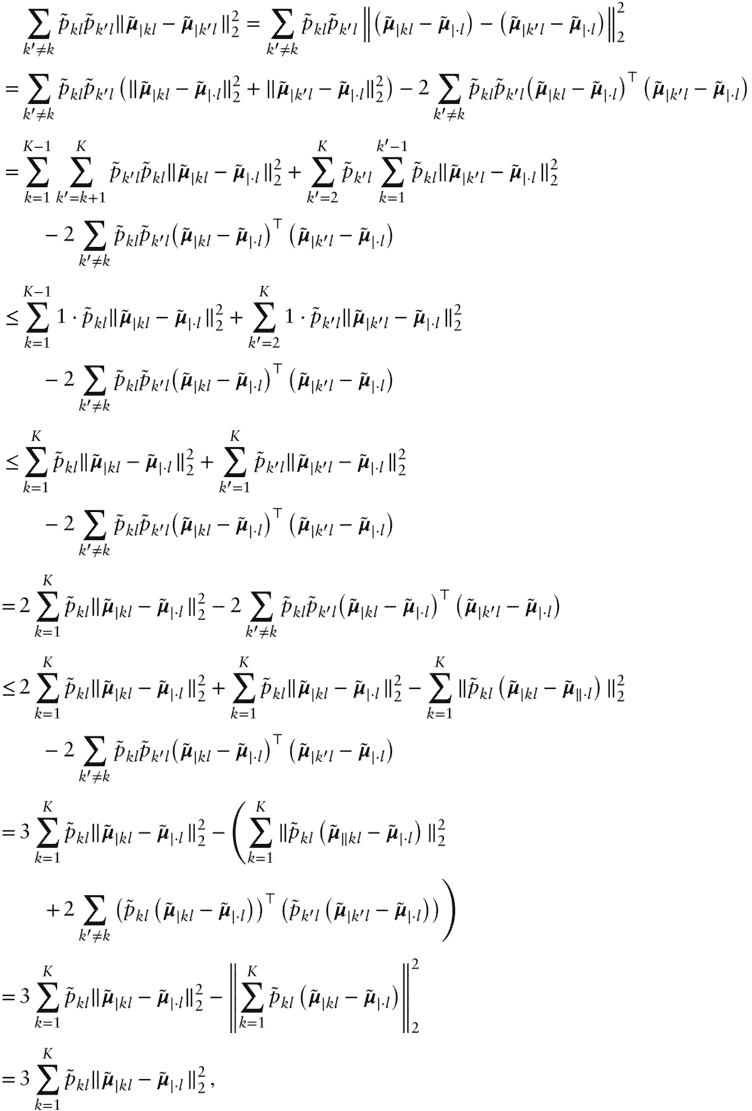 $\sum_{k' \neq k} \tilde{p}_{kl} \tilde{p}_{k'l} \| \tilde{\boldsymbol{\mu}}_{|kl} - \tilde{\boldsymbol{\mu}}_{|k'l} \|_2^2 = \sum_{k' \neq k} \tilde{p}_{kl} \tilde{p}_{k'l} \left\| (\tilde{\boldsymbol{\mu}}_{|kl} - \tilde{\boldsymbol{\mu}}_{|\cdot l}) - (\tilde{\boldsymbol{\mu}}_{|k'l} - \tilde{\boldsymbol{\mu}}_{|\cdot l}) \right\|_2^2$
$= \sum_{k' \neq k} \tilde{p}_{kl} \tilde{p}_{k'l} \left( \| \tilde{\boldsymbol{\mu}}_{|kl} - \tilde{\boldsymbol{\mu}}_{|\cdot l} \|_2^2 + \| \tilde{\boldsymbol{\mu}}_{|k'l} - \tilde{\boldsymbol{\mu}}_{|\cdot l} \|_2^2 \right) - 2 \sum_{k' \neq k} \tilde{p}_{kl} \tilde{p}_{k'l} (\tilde{\boldsymbol{\mu}}_{|kl} - \tilde{\boldsymbol{\mu}}_{|\cdot l})^\top (\tilde{\boldsymbol{\mu}}_{|k'l} - \tilde{\boldsymbol{\mu}}_{|\cdot l})$
$= \sum_{k=1}^{K-1} \sum_{k'=k+1}^{K} \tilde{p}_{k'l} \tilde{p}_{kl} \| \tilde{\boldsymbol{\mu}}_{|kl} - \tilde{\boldsymbol{\mu}}_{|\cdot l} \|_2^2 + \sum_{k'=2}^{K} \tilde{p}_{k'l} \sum_{k=1}^{k'-1} \tilde{p}_{kl} \| \tilde{\boldsymbol{\mu}}_{|k'l} - \tilde{\boldsymbol{\mu}}_{|\cdot l} \|_2^2$
$- 2 \sum_{k' \neq k} \tilde{p}_{kl} \tilde{p}_{k'l} (\tilde{\boldsymbol{\mu}}_{|kl} - \tilde{\boldsymbol{\mu}}_{|\cdot l})^\top (\tilde{\boldsymbol{\mu}}_{|k'l} - \tilde{\boldsymbol{\mu}}_{|\cdot l})$
$\leq \sum_{k=1}^{K-1} 1 \cdot \tilde{p}_{kl} \| \tilde{\boldsymbol{\mu}}_{|kl} - \tilde{\boldsymbol{\mu}}_{|\cdot l} \|_2^2 + \sum_{k'=2}^{K} 1 \cdot \tilde{p}_{k'l} \| \tilde{\boldsymbol{\mu}}_{|k'l} - \tilde{\boldsymbol{\mu}}_{|\cdot l} \|_2^2$
$- 2 \sum_{k' \neq k} \tilde{p}_{kl} \tilde{p}_{k'l} (\tilde{\boldsymbol{\mu}}_{|kl} - \tilde{\boldsymbol{\mu}}_{|\cdot l})^\top (\tilde{\boldsymbol{\mu}}_{|k'l} - \tilde{\boldsymbol{\mu}}_{|\cdot l})$
$\leq \sum_{k=1}^{K} \tilde{p}_{kl} \| \tilde{\boldsymbol{\mu}}_{|kl} - \tilde{\boldsymbol{\mu}}_{|\cdot l} \|_2^2 + \sum_{k'=1}^{K} \tilde{p}_{k'l} \| \tilde{\boldsymbol{\mu}}_{|k'l} - \tilde{\boldsymbol{\mu}}_{|\cdot l} \|_2^2$
$- 2 \sum_{k' \neq k} \tilde{p}_{kl} \tilde{p}_{k'l} (\tilde{\boldsymbol{\mu}}_{|kl} - \tilde{\boldsymbol{\mu}}_{|\cdot l})^\top (\tilde{\boldsymbol{\mu}}_{|k'l} - \tilde{\boldsymbol{\mu}}_{|\cdot l})$
$= 2 \sum_{k=1}^{K} \tilde{p}_{kl} \| \tilde{\boldsymbol{\mu}}_{|kl} - \tilde{\boldsymbol{\mu}}_{|\cdot l} \|_2^2 - 2 \sum_{k' \neq k} \tilde{p}_{kl} \tilde{p}_{k'l} (\tilde{\boldsymbol{\mu}}_{|kl} - \tilde{\boldsymbol{\mu}}_{|\cdot l})^\top (\tilde{\boldsymbol{\mu}}_{|k'l} - \tilde{\boldsymbol{\mu}}_{|\cdot l})$
$\leq 2 \sum_{k=1}^{K} \tilde{p}_{kl} \| \tilde{\boldsymbol{\mu}}_{|kl} - \tilde{\boldsymbol{\mu}}_{|\cdot l} \|_2^2 + \sum_{k=1}^{K} \tilde{p}_{kl} \| \tilde{\boldsymbol{\mu}}_{|kl} - \tilde{\boldsymbol{\mu}}_{|\cdot l} \|_2^2 - \sum_{k=1}^{K} \| \tilde{p}_{kl} (\tilde{\boldsymbol{\mu}}_{|kl} - \tilde{\boldsymbol{\mu}}_{\|\cdot l}) \|_2^2$
$- 2 \sum_{k' \neq k} \tilde{p}_{kl} \tilde{p}_{k'l} (\tilde{\boldsymbol{\mu}}_{|kl} - \tilde{\boldsymbol{\mu}}_{|\cdot l})^\top (\tilde{\boldsymbol{\mu}}_{|k'l} - \tilde{\boldsymbol{\mu}}_{|\cdot l})$
$= 3 \sum_{k=1}^{K} \tilde{p}_{kl} \| \tilde{\boldsymbol{\mu}}_{|kl} - \tilde{\boldsymbol{\mu}}_{|\cdot l} \|_2^2 - \Bigg( \sum_{k=1}^{K} \| \tilde{p}_{kl} (\tilde{\boldsymbol{\mu}}_{\|kl} - \tilde{\boldsymbol{\mu}}_{|\cdot l}) \|_2^2$
$+ 2 \sum_{k' \neq k} (\tilde{p}_{kl} (\tilde{\boldsymbol{\mu}}_{|kl} - \tilde{\boldsymbol{\mu}}_{|\cdot l}))^\top (\tilde{p}_{k'l} (\tilde{\boldsymbol{\mu}}_{|k'l} - \tilde{\boldsymbol{\mu}}_{|\cdot l})) \Bigg)$
$= 3 \sum_{k=1}^{K} \tilde{p}_{kl} \| \tilde{\boldsymbol{\mu}}_{|kl} - \tilde{\boldsymbol{\mu}}_{|\cdot l} \|_2^2 - \left\| \sum_{k=1}^{K} \tilde{p}_{kl} (\tilde{\boldsymbol{\mu}}_{|kl} - \tilde{\boldsymbol{\mu}}_{|\cdot l}) \right\|_2^2$
$= 3 \sum_{k=1}^{K} \tilde{p}_{kl} \| \tilde{\boldsymbol{\mu}}_{|kl} - \tilde{\boldsymbol{\mu}}_{|\cdot l} \|_2^2 ,$